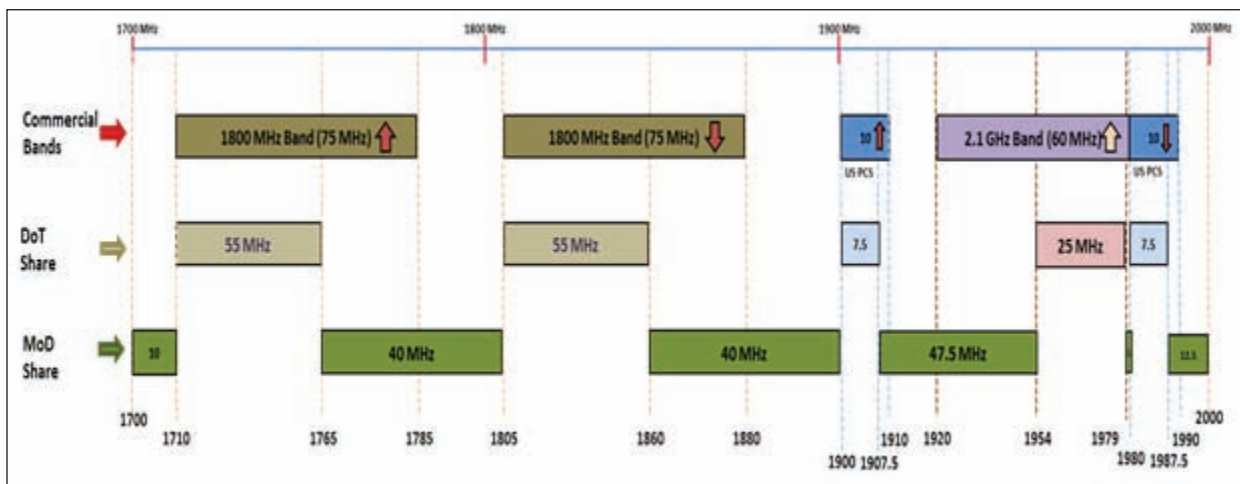 1700 MHz 1800 MHz 1900 MHz 2000 MHz
Commercial Bands
1800 MHz Band (75 MHz)
1800 MHz Band (75 MHz)
10
2.1 GHz Band (60 MHz)
10
US PCS
US PCS
DoT Share
55 MHz
55 MHz
7.5
25 MHz
7.5
MoD Share
10
40 MHz
40 MHz
47.5 MHz
12.5
1700 2000
1710 1765 1785 1805 1860 1880 1910 1920 1954 1979 1990
1900 1907.5 1980 1987.5